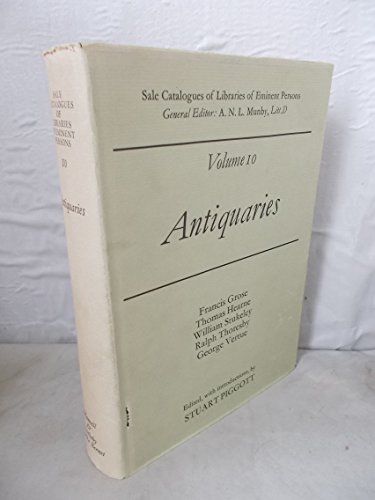 SALE
CATALOGUES
OF
LIBRARIES
OF
EMINENT
PERSONS
10
Antiquaries
Sale Catalogues of Libraries of Eminent Persons
General Editor: A. N. L. Munby, Litt.D
Volume 10
Antiquaries
Francis Grose
Thomas Hearne
William Stukeley
Ralph Thoresby
George Vertue
Edited, with introductions, by
STUART PIGGOTT